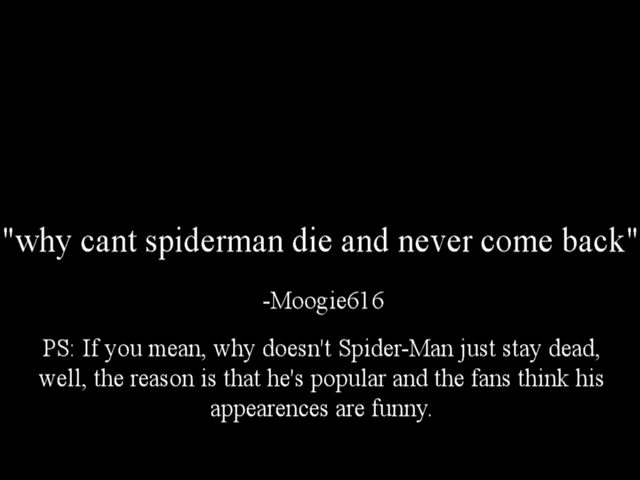 "why cant spiderman die and never come back"
-Moogie616
PS: If you mean, why doesn't Spider-Man just stay dead,
well, the reason is that he's popular and the fans think his
appearences are funny.